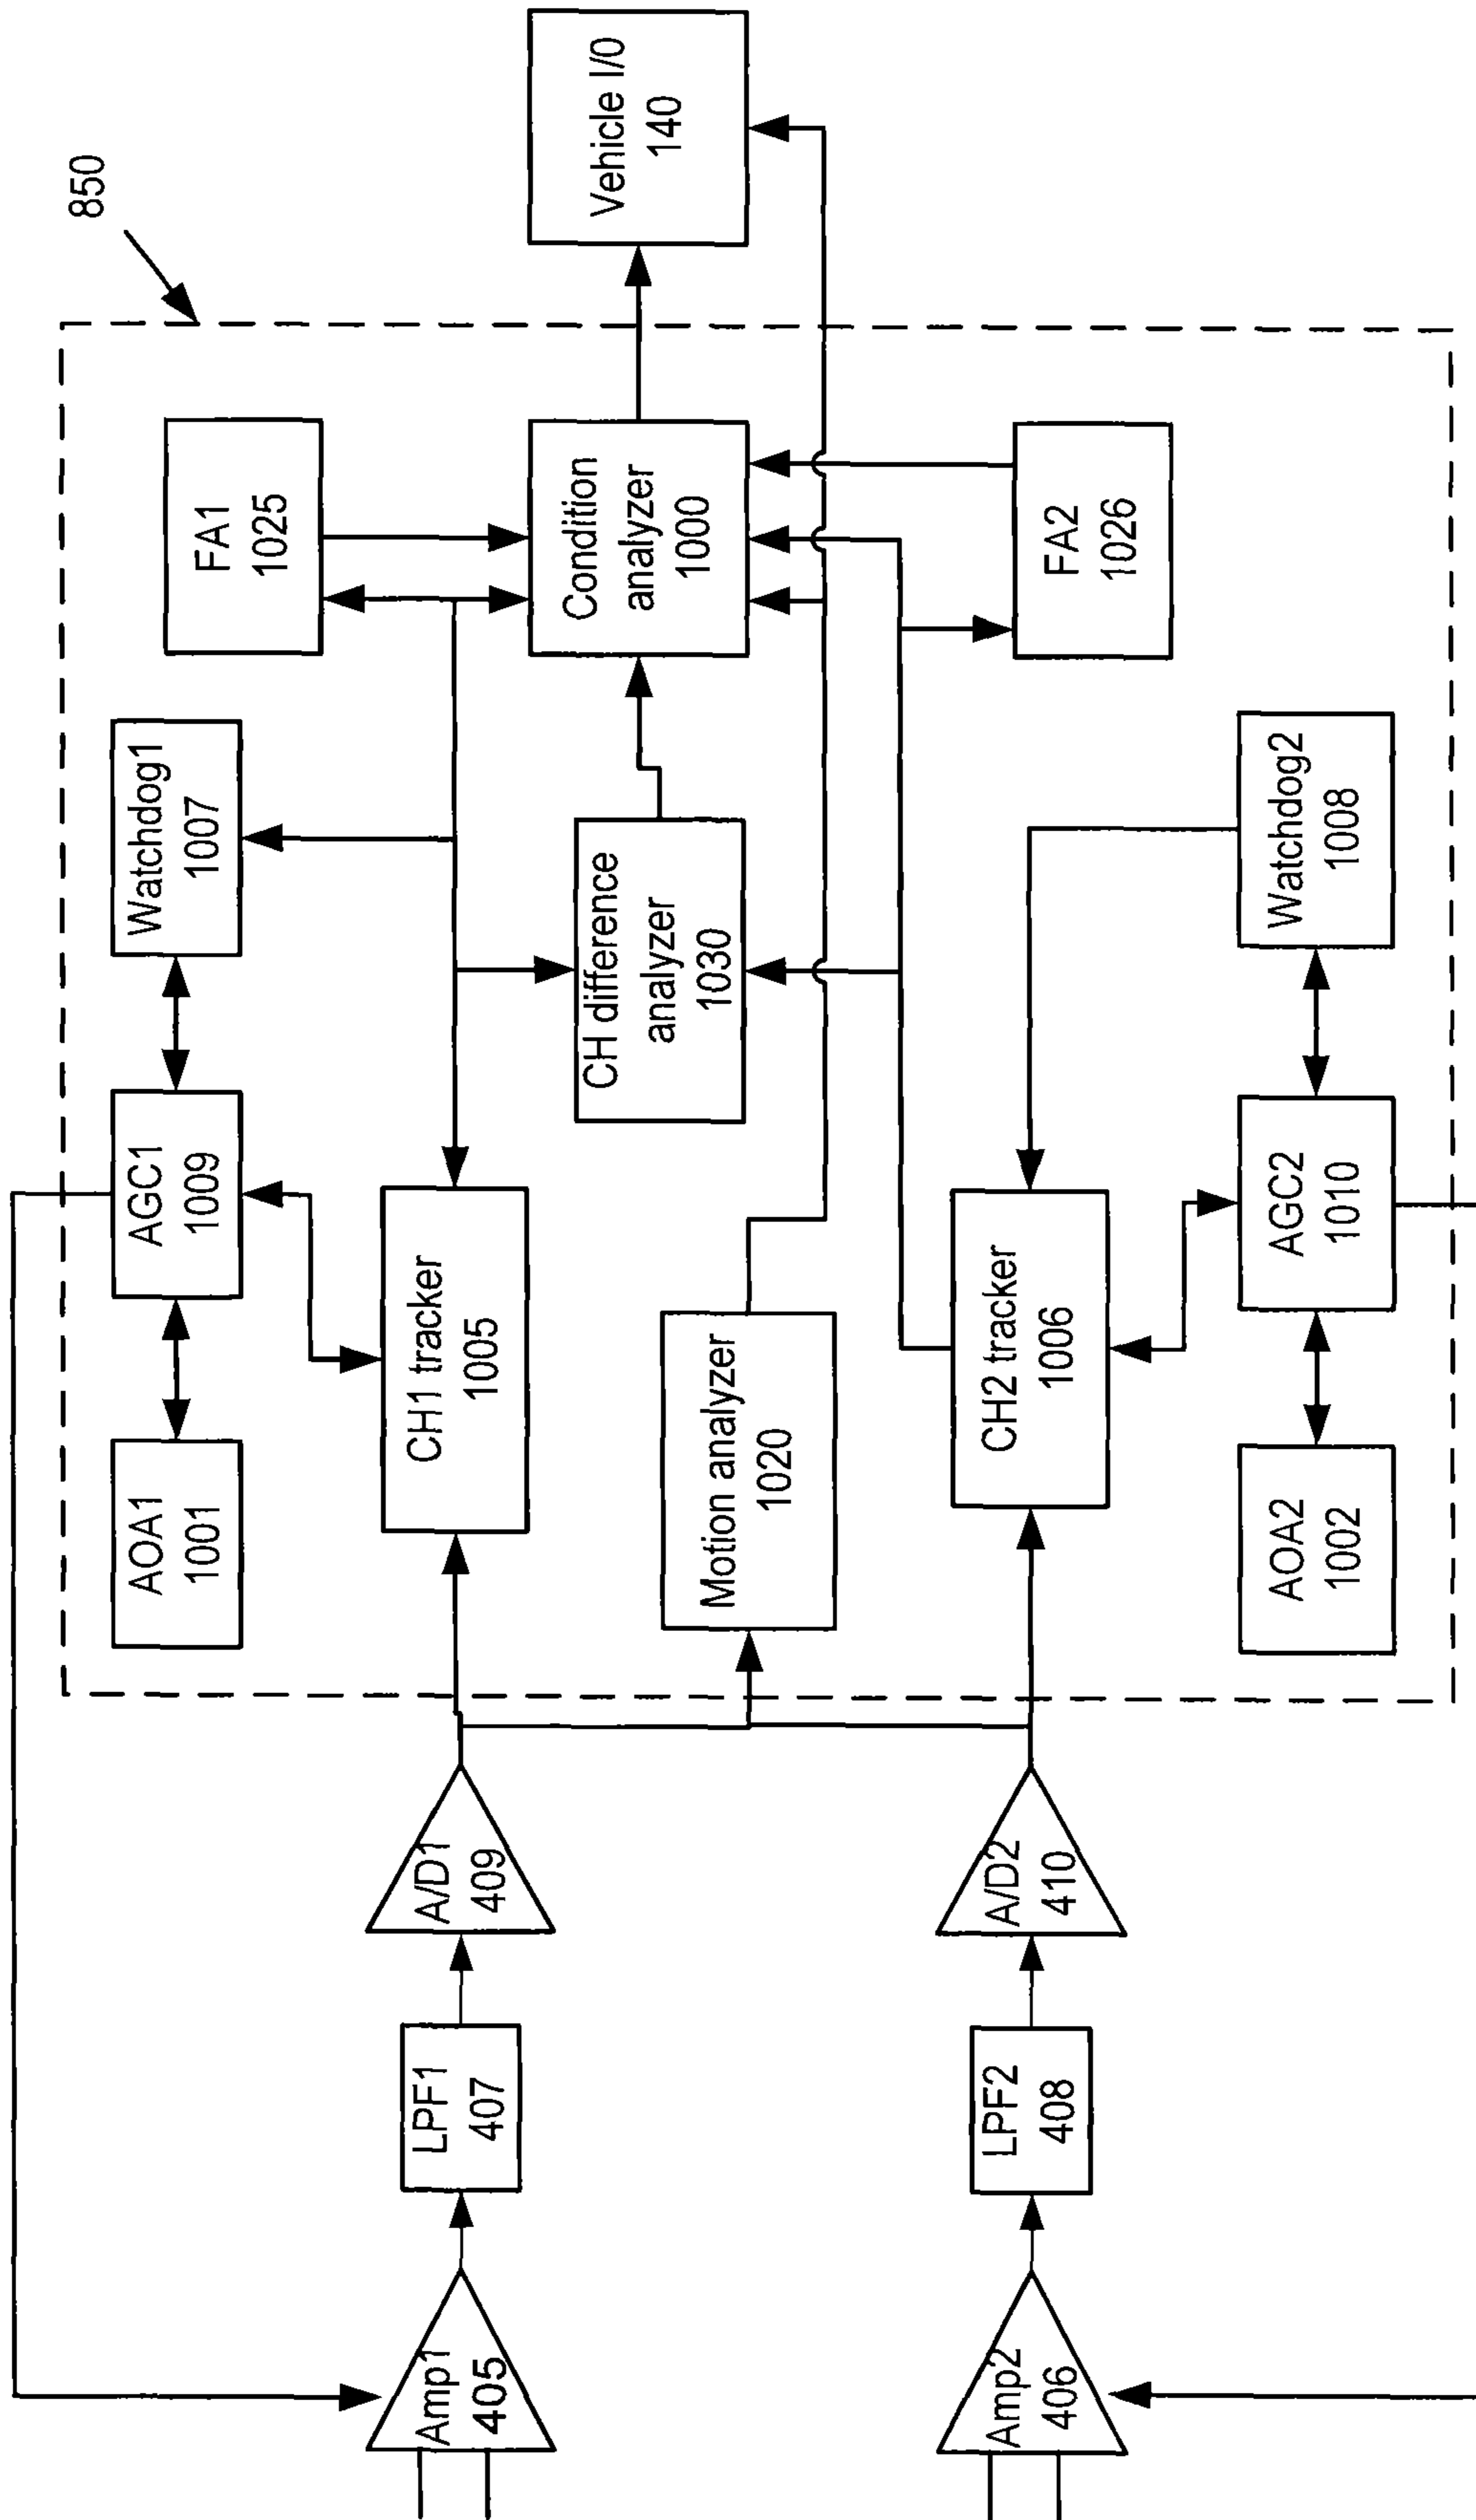 850
AOA1
1001
AGC1
1009
Watchdog1
1007
FA1
1025
Amp1
405
LPF1
407
A/D1
409
CH1 tracker
1005
CH difference
analyzer
1030
Condition
analyzer
1000
Vehicle I/0
140
Motion analyzer
1020
Amp2
406
LPF2
408
A/D2
410
CH2 tracker
1006
FA2
1026
AOA2
1002
AGC2
1010
Watchdog2
1008